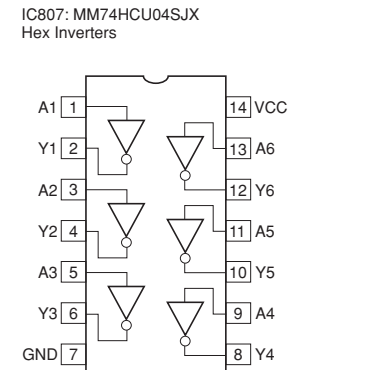 IC807: MM74HCU04SJX
Hex Inverters
A1 1 14 VCC
Y1 2 13 A6
A2 3 12 Y6
Y2 4 11 A5
A3 5 10 Y5
Y3 6 9 A4
GND 7 8 Y4